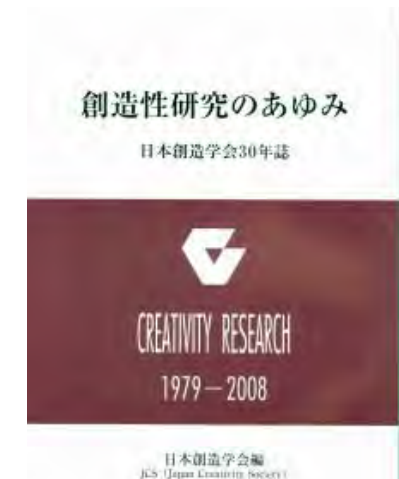 創造性研究のあゆみ
日本創造学会30年誌
CREATIVITY RESEARCH
1979－2008
日本創造学会編
JCS (Japan Creativity Society)